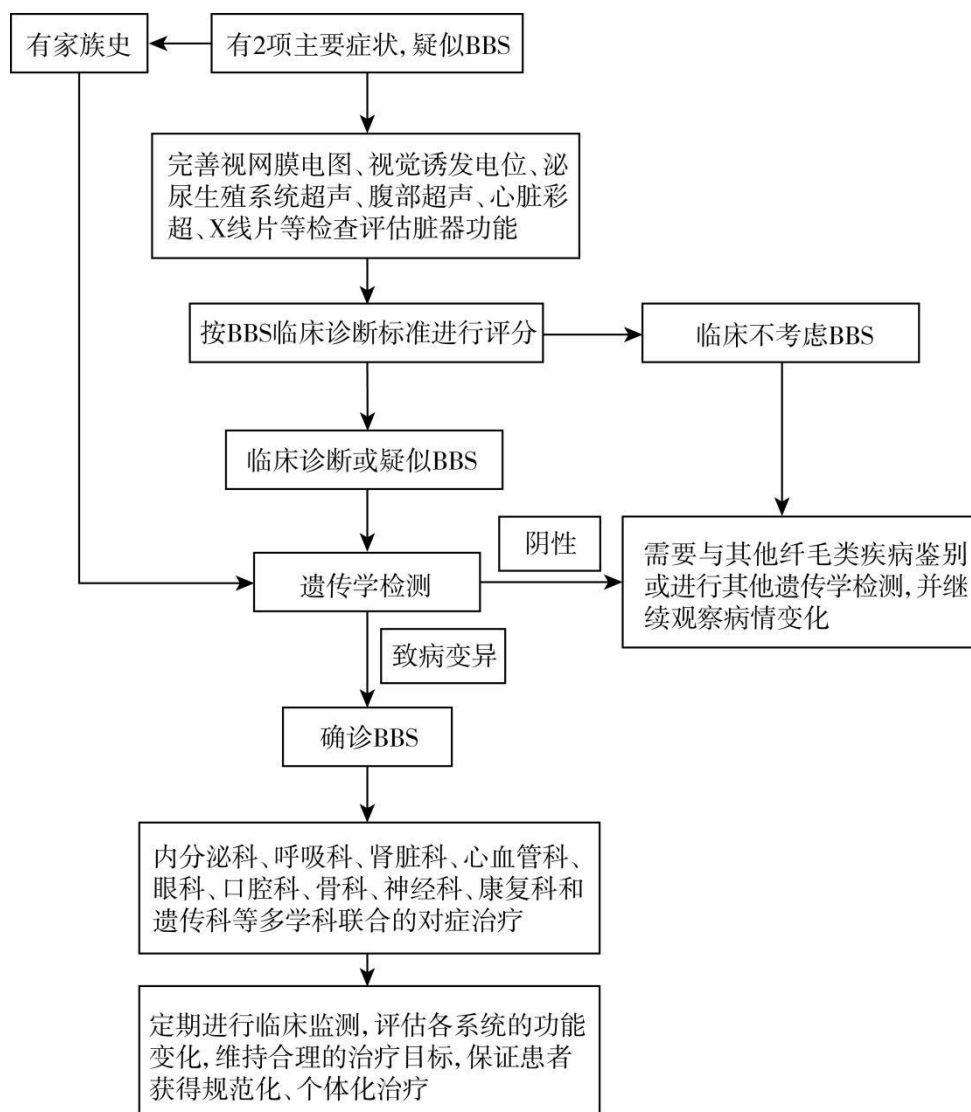 有家族史
有2项主要症状, 疑似BBS
完善视网膜电图、视觉诱发电位、泌
尿生殖系统超声、腹部超声、心脏彩
超、X线片等检查评估脏器功能
按BBS临床诊断标准进行评分
临床不考虑BBS
临床诊断或疑似BBS
阴性
遗传学检测
需要与其他纤毛类疾病鉴别
或进行其他遗传学检测, 并继
续观察病情变化
致病变异
确诊BBS
内分泌科、呼吸科、肾脏科、心血管科、
眼科、口腔科、骨科、神经科、康复科和
遗传科等多学科联合的对症治疗
定期进行临床监测, 评估各系统的功能
变化, 维持合理的治疗目标, 保证患者
获得规范化、个体化治疗